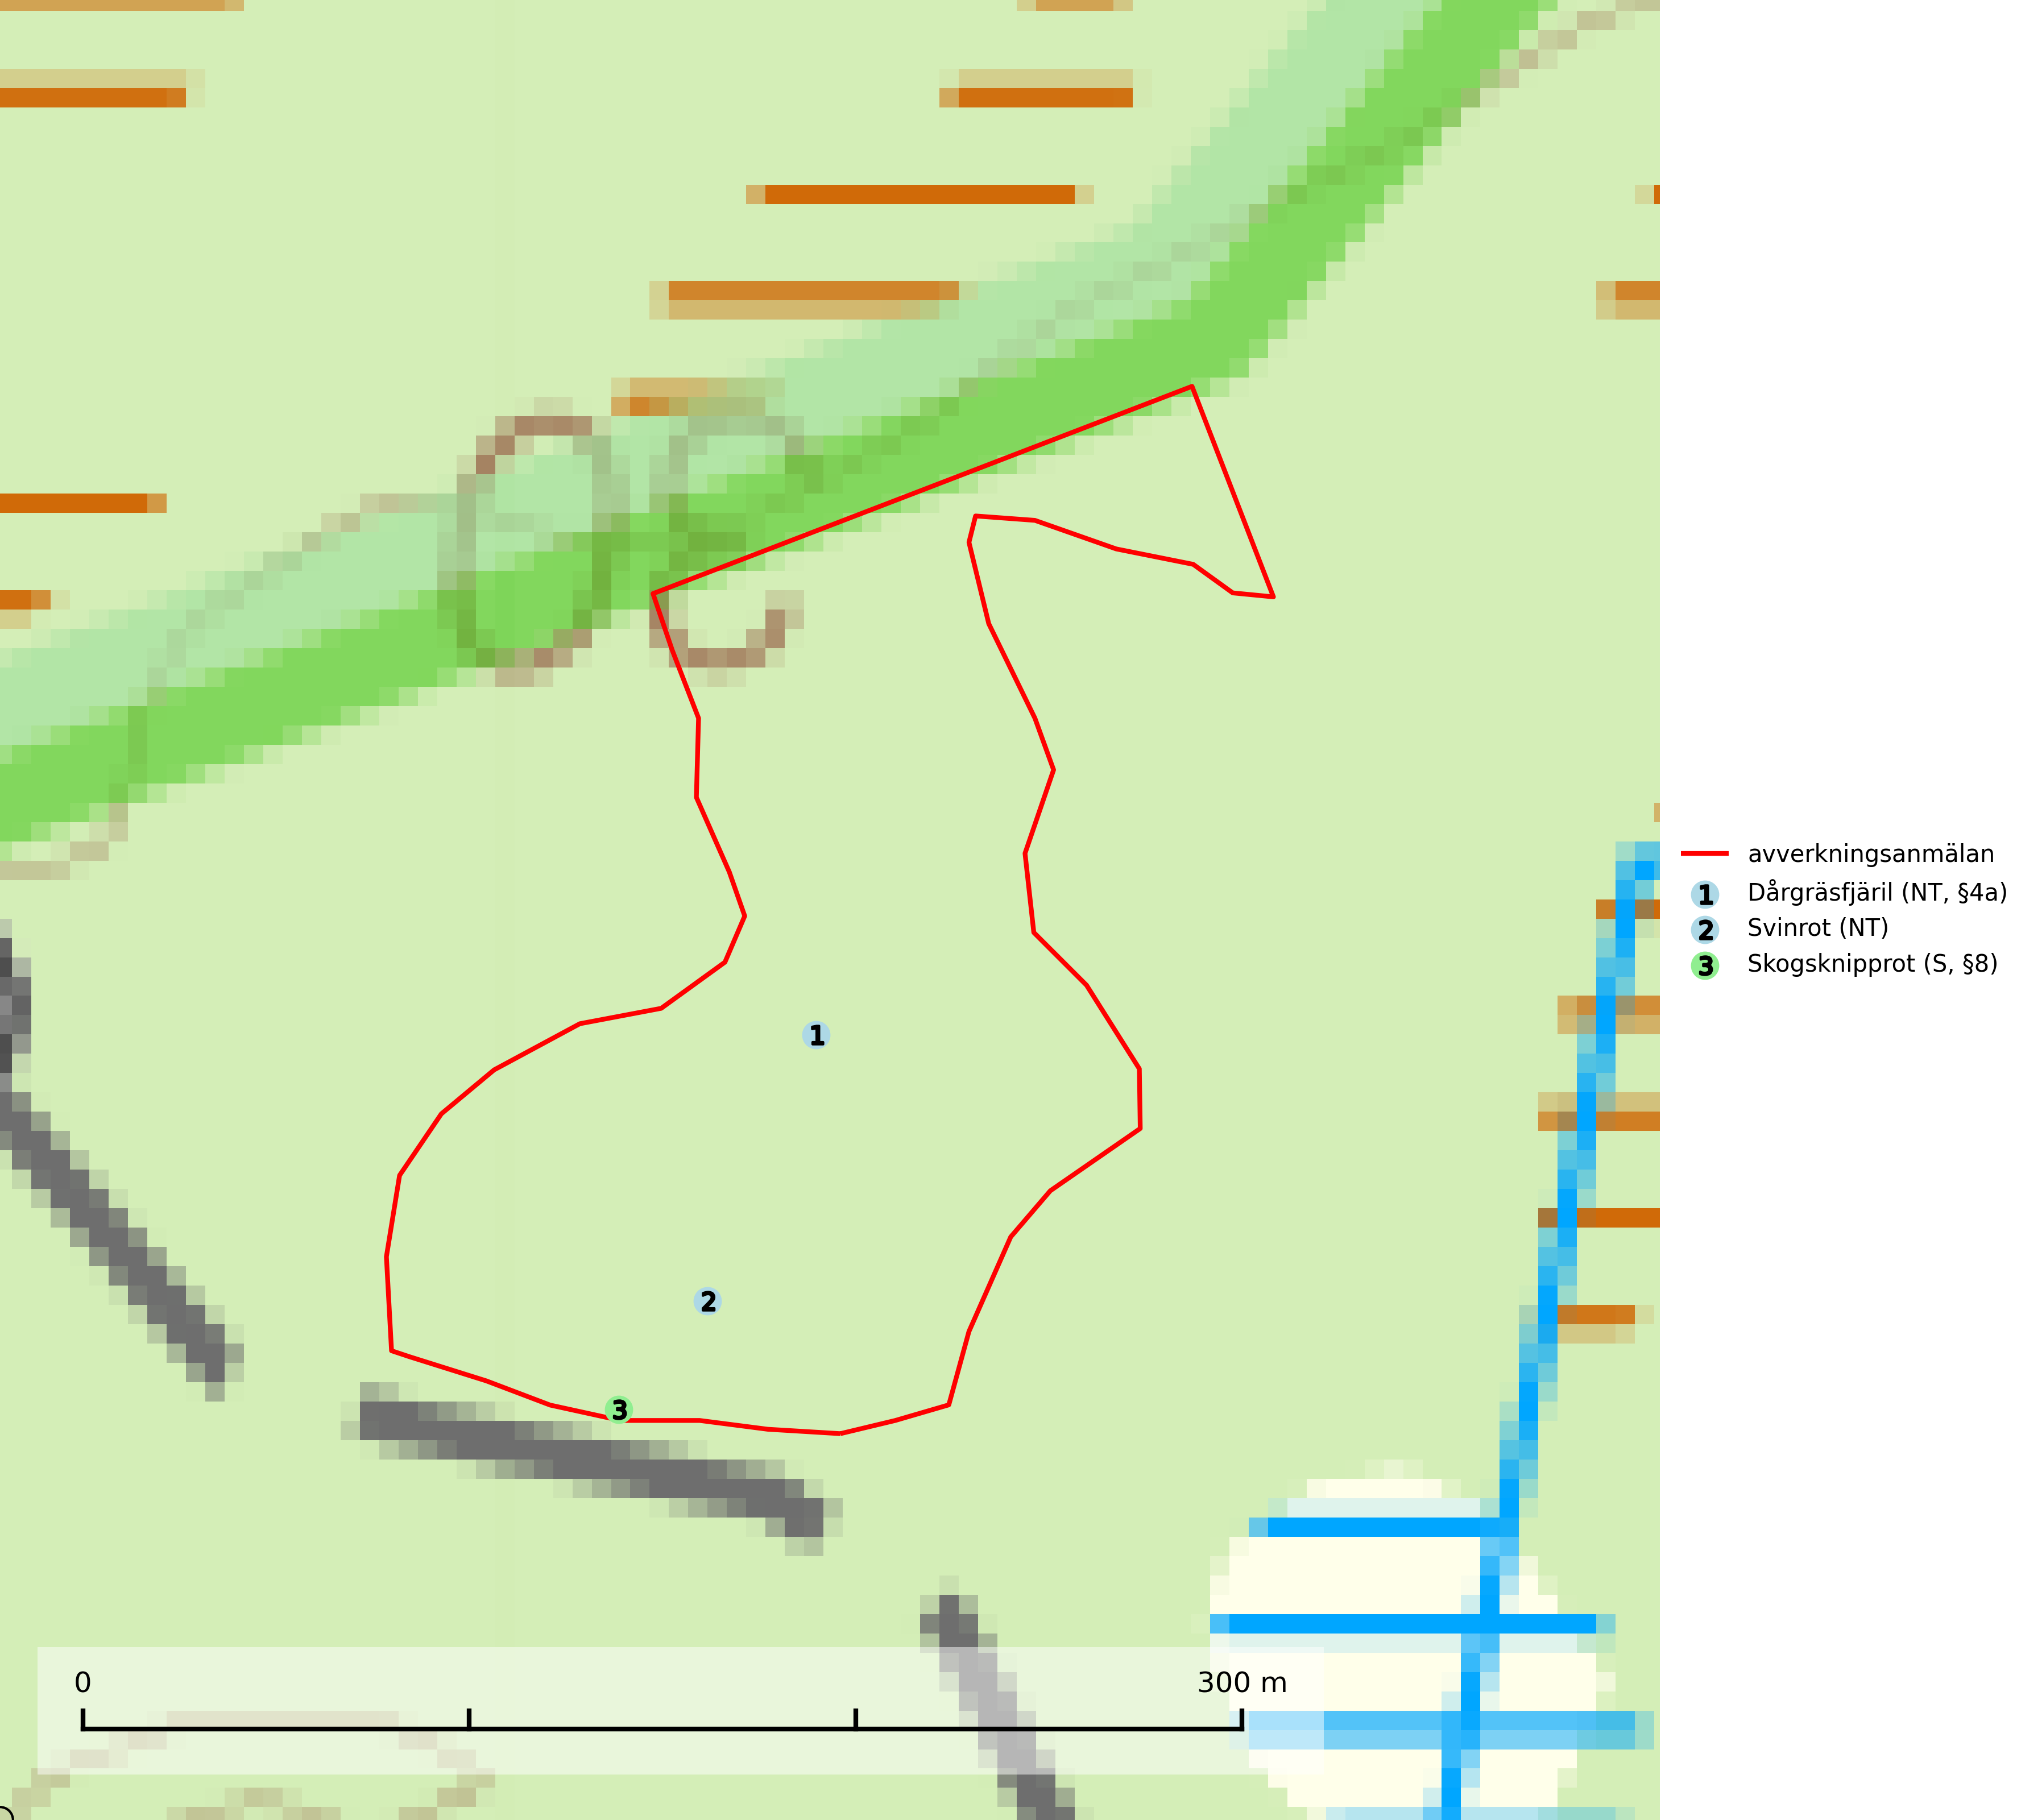 avverkningsanmälan
1 Dårgräsfjäril (NT, §4a)
2 Svinrot (NT)
3 Skogsknipprot (S, §8)
1
2
3
0 300 m